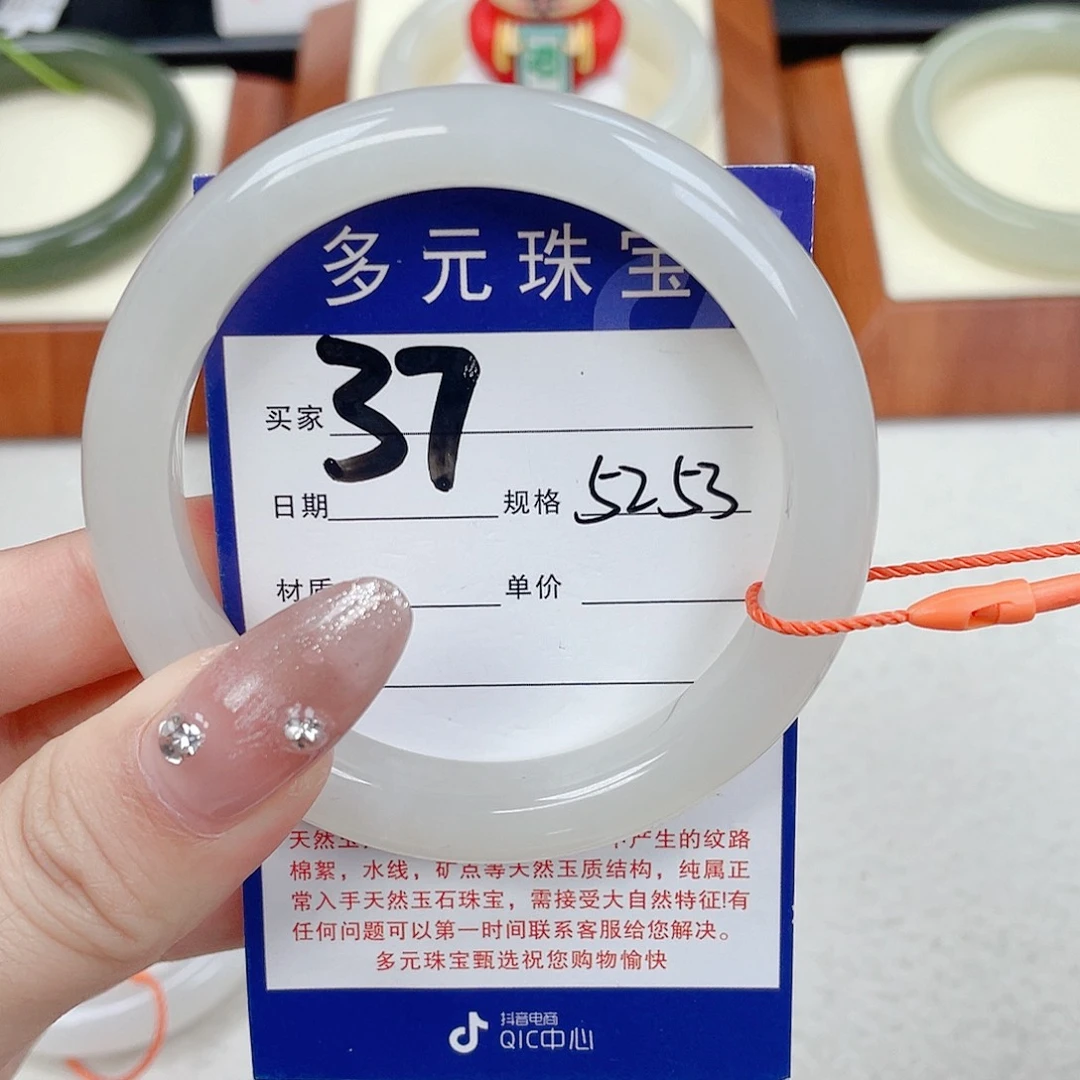 多元珠宝
37
买家
日期 规格 5253
材质 单价
天然玉 产生的纹路
棉絮，水线，矿点等天然玉质结构，纯属正
常入手天然玉石珠宝，需接受大自然特征!有
任何问题可以第一时间联系客服给您解决。
多元珠宝甄选祝您购物愉快
抖音电商
QIC中心